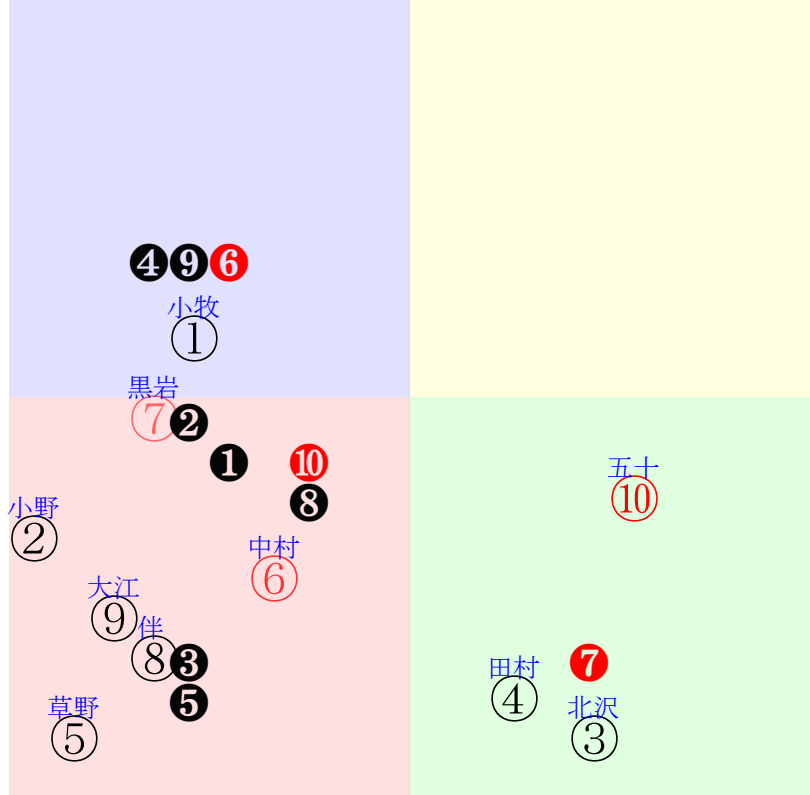 ❹❾❻
小牧
①
黒岩
⑦❷
❶ ❿
五十
⑩
❽
小野
②
中村
⑥
大江
⑨
伴
⑧❸
❼
田村
④
❺
草野
⑤
北沢
③